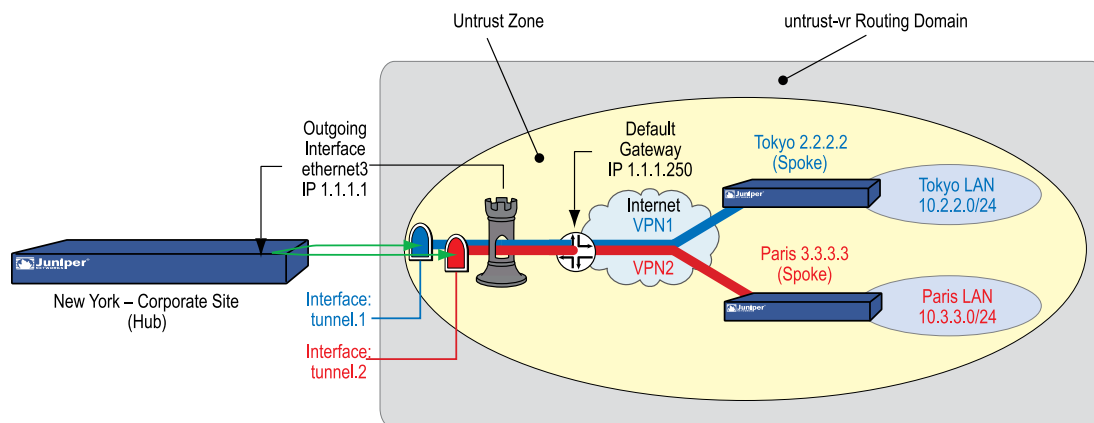 Untrust Zone
untrust-vr Routing Domain
Outgoing
Interface
ethernet3
IP 1.1.1.1
Default
Gateway
IP 1.1.1.250
Tokyo 2.2.2.2
(Spoke)
Tokyo LAN
10.2.2.0/24
Internet
VPN1
VPN2
Paris 3.3.3.3
(Spoke)
Paris LAN
10.3.3.0/24
Juniper
NETWORKS
New York – Corporate Site
(Hub)
Interface:
tunnel.1
Interface:
tunnel.2
Juniper
Juniper